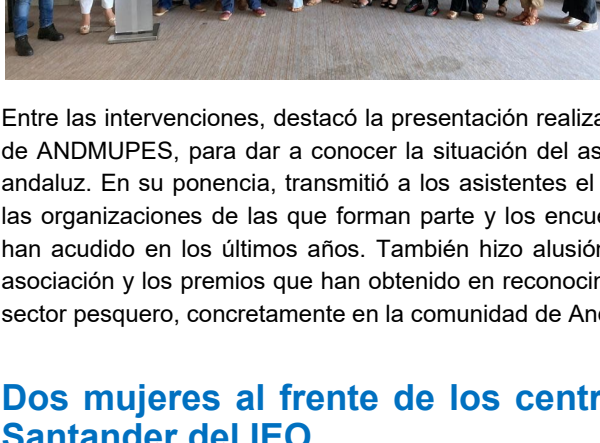 Entre las intervenciones, destacó la presentación realiza
de ANDMUPES, para dar a conocer la situación del as
andaluz. En su ponencia, transmitió a los asistentes el
las organizaciones de las que forman parte y los encue
han acudido en los últimos años. También hizo alusión
asociación y los premios que han obtenido en reconocim
sector pesquero, concretamente en la comunidad de And
Dos mujeres al frente de los centr
Santander del IEO